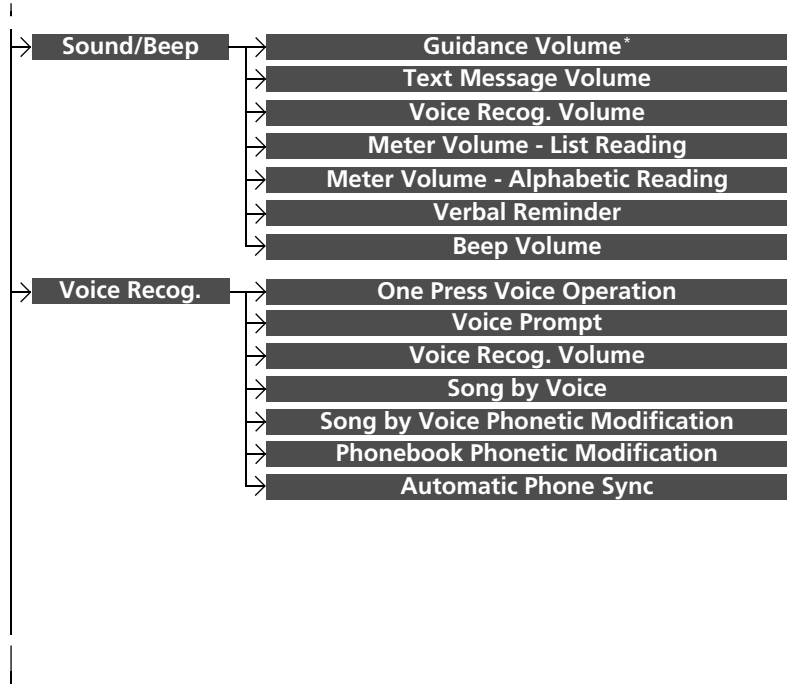 Sound/Beep
Guidance Volume*
Text Message Volume
Voice Recog. Volume
Meter Volume - List Reading
Meter Volume - Alphabetic Reading
Verbal Reminder
Beep Volume
Voice Recog.
One Press Voice Operation
Voice Prompt
Voice Recog. Volume
Song by Voice
Song by Voice Phonetic Modification
Phonebook Phonetic Modification
Automatic Phone Sync